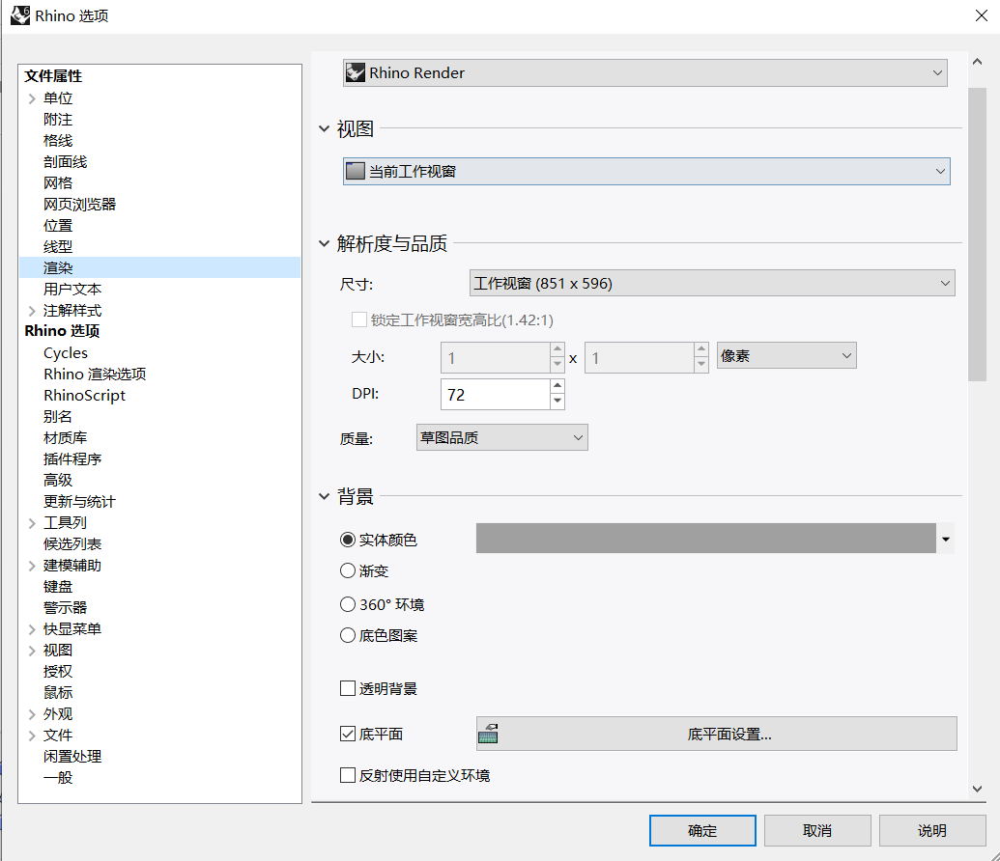 Rhino 选项
文件属性
单位
附注
格线
剖面线
网格
网页浏览器
位置
线型
渲染
用户文本
注解样式
Rhino 选项
Cycles
Rhino 渲染选项
RhinoScript
别名
材质库
插件程序
高级
更新与统计
工具列
候选列表
建模辅助
键盘
警示器
快显菜单
视图
授权
鼠标
外观
文件
闲置处理
一般
Rhino Render
视图
当前工作视窗
解析度与品质
尺寸: 工作视窗 (851 x 596)
锁定工作视窗宽高比(1.42:1)
大小: 1 x 1 像素
DPI: 72
质量: 草图品质
背景
实体颜色
渐变
360° 环境
底色图案
透明背景
底平面 底平面设置...
反射使用自定义环境
确定 取消 说明